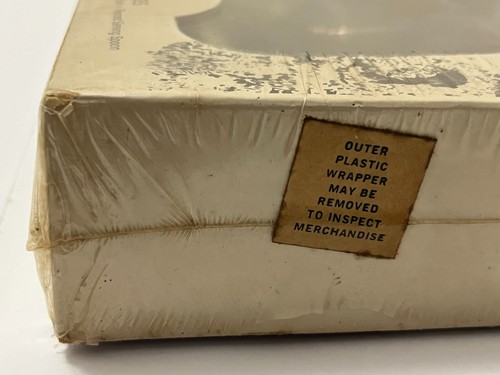 OUTER
PLASTIC
WRAPPER
MAY BE
REMOVED
TO INSPECT
MERCHANDISE